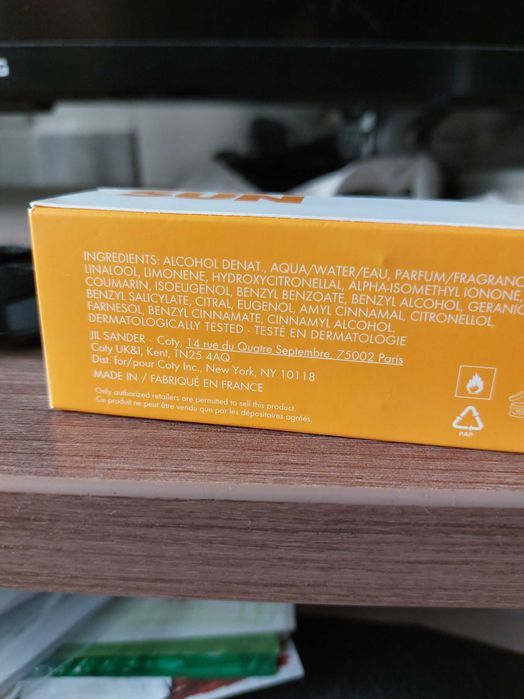 SUN
INGREDIENTS: ALCOHOL DENAT., AQUA/WATER/EAU, PARFUM/FRAGRANC
LINALOOL, LIMONENE, HYDROXYCITRONELLAL, ALPHA-ISOMETHYL IONONE,
COUMARIN, ISOEUGENOL, BENZYL BENZOATE, BENZYL ALCOHOL, GERANIO
BENZYL SALICYLATE, CITRAL, EUGENOL, AMYL CINNAMAL, CITRONELLOL,
FARNESOL, BENZYL CINNAMATE, CINNAMYL ALCOHOL.
DERMATOLOGICALLY TESTED - TESTÉ EN DERMATOLOGIE
JIL SANDER - Coty, 14 rue du Quatre Septembre, 75002 Paris
Coty UK&I, Kent, TN25 4AQ
Dist. for/pour Coty Inc., New York, NY 10118
MADE IN / FABRIQUÉ EN FRANCE
Only authorized retailers are permitted to sell this product.
Ce produit ne peut être vendu que par les dépositaires agréés.
PAP